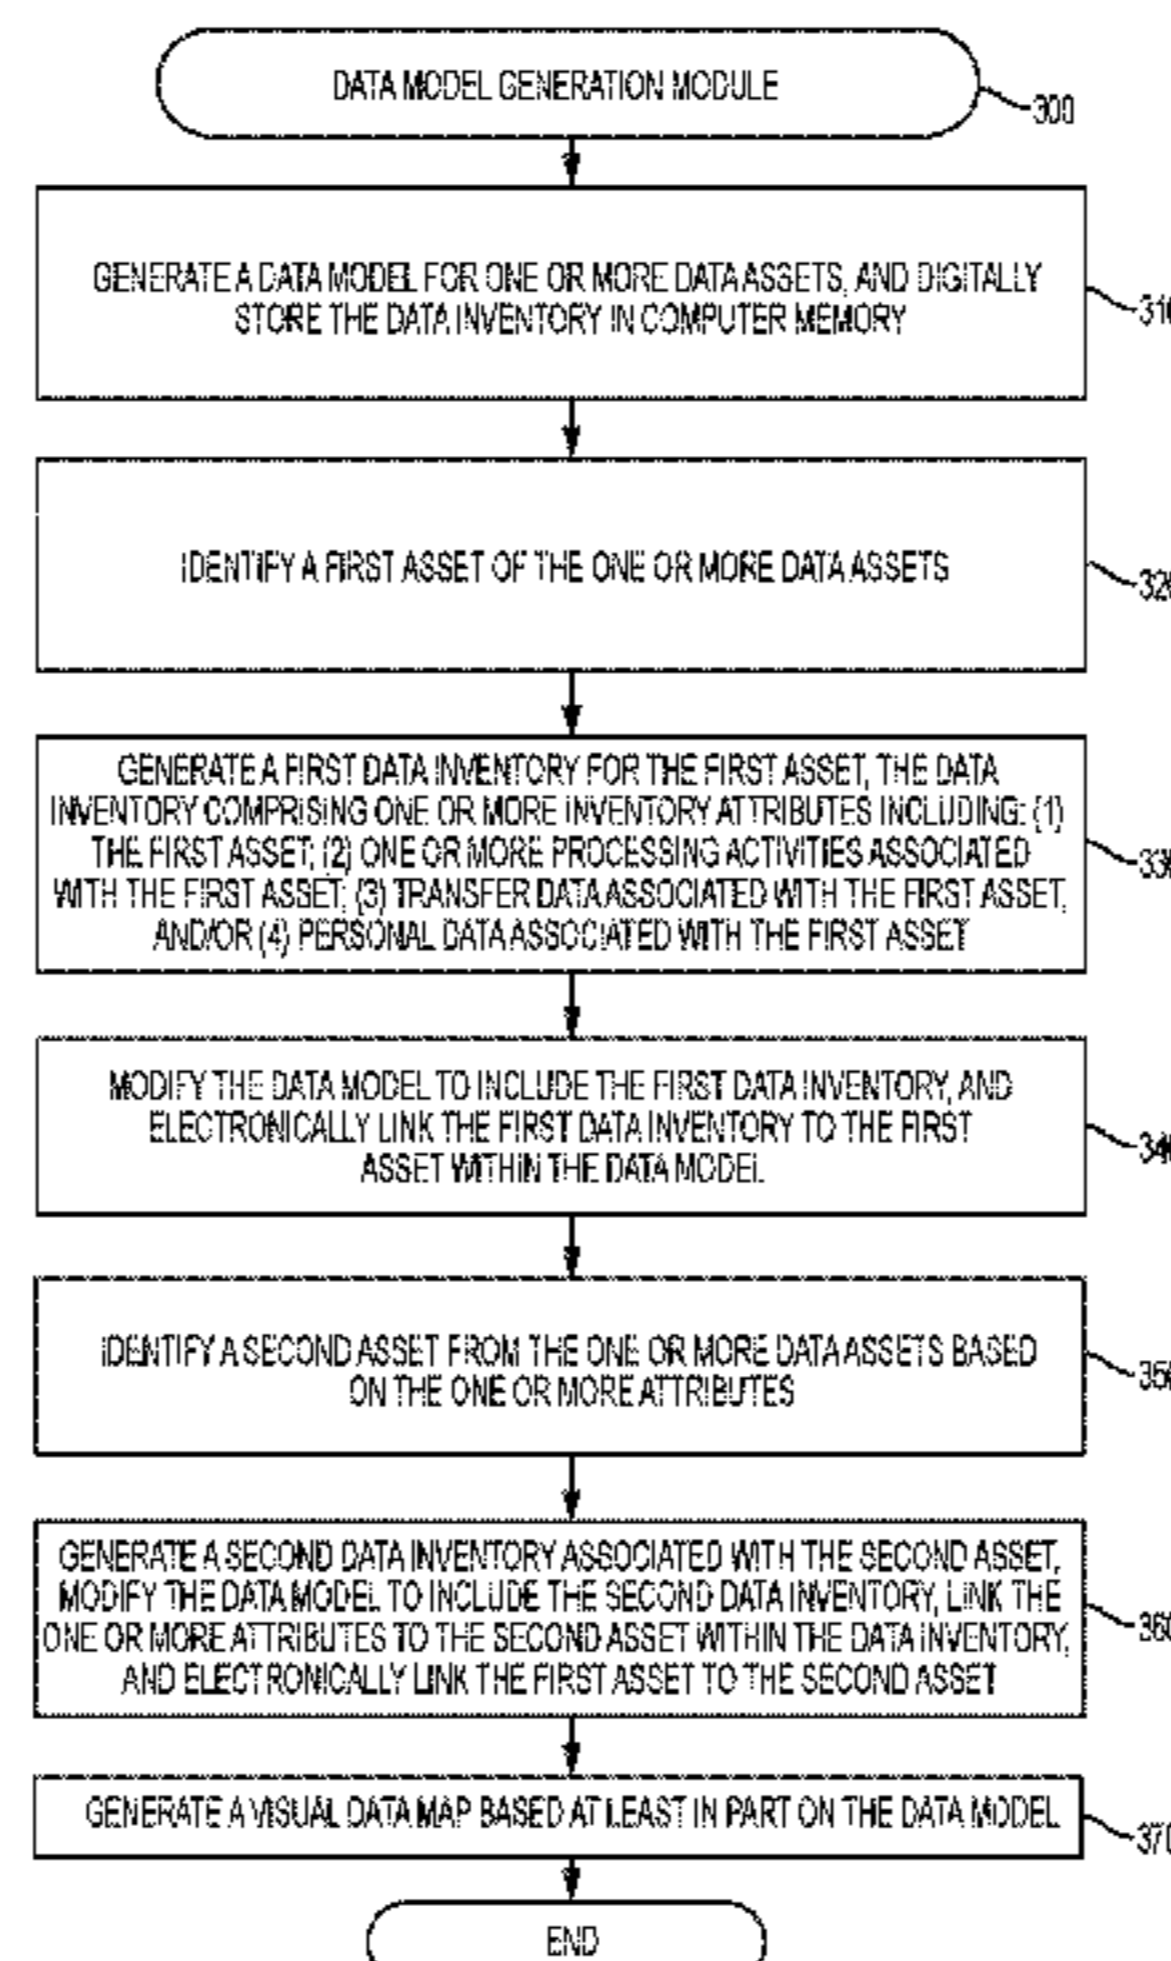 DATA MODEL GENERATION MODULE
300
GENERATE A DATA MODEL FOR ONE OR MORE DATA ASSETS, AND DIGITALLY
STORE THE DATA INVENTORY IN COMPUTER MEMORY
310
IDENTIFY A FIRST ASSET OF THE ONE OR MORE DATA ASSETS
320
GENERATE A FIRST DATA INVENTORY FOR THE FIRST ASSET, THE DATA
INVENTORY COMPRISING ONE OR MORE INVENTORY ATTRIBUTES INCLUDING: (1)
THE FIRST ASSET; (2) ONE OR MORE PROCESSING ACTIVITIES ASSOCIATED
WITH THE FIRST ASSET; (3) TRANSFER DATA ASSOCIATED WITH THE FIRST ASSET,
AND/OR (4) PERSONAL DATA ASSOCIATED WITH THE FIRST ASSET
330
MODIFY THE DATA MODEL TO INCLUDE THE FIRST DATA INVENTORY, AND
ELECTRONICALLY LINK THE FIRST DATA INVENTORY TO THE FIRST
ASSET WITHIN THE DATA MODEL
340
IDENTIFY A SECOND ASSET FROM THE ONE OR MORE DATA ASSETS BASED
ON THE ONE OR MORE ATTRIBUTES
350
GENERATE A SECOND DATA INVENTORY ASSOCIATED WITH THE SECOND ASSET,
MODIFY THE DATA MODEL TO INCLUDE THE SECOND DATA INVENTORY, LINK THE
ONE OR MORE ATTRIBUTES TO THE SECOND ASSET WITHIN THE DATA INVENTORY,
AND ELECTRONICALLY LINK THE FIRST ASSET TO THE SECOND ASSET
360
GENERATE A VISUAL DATA MAP BASED AT LEAST IN PART ON THE DATA MODEL
370
END